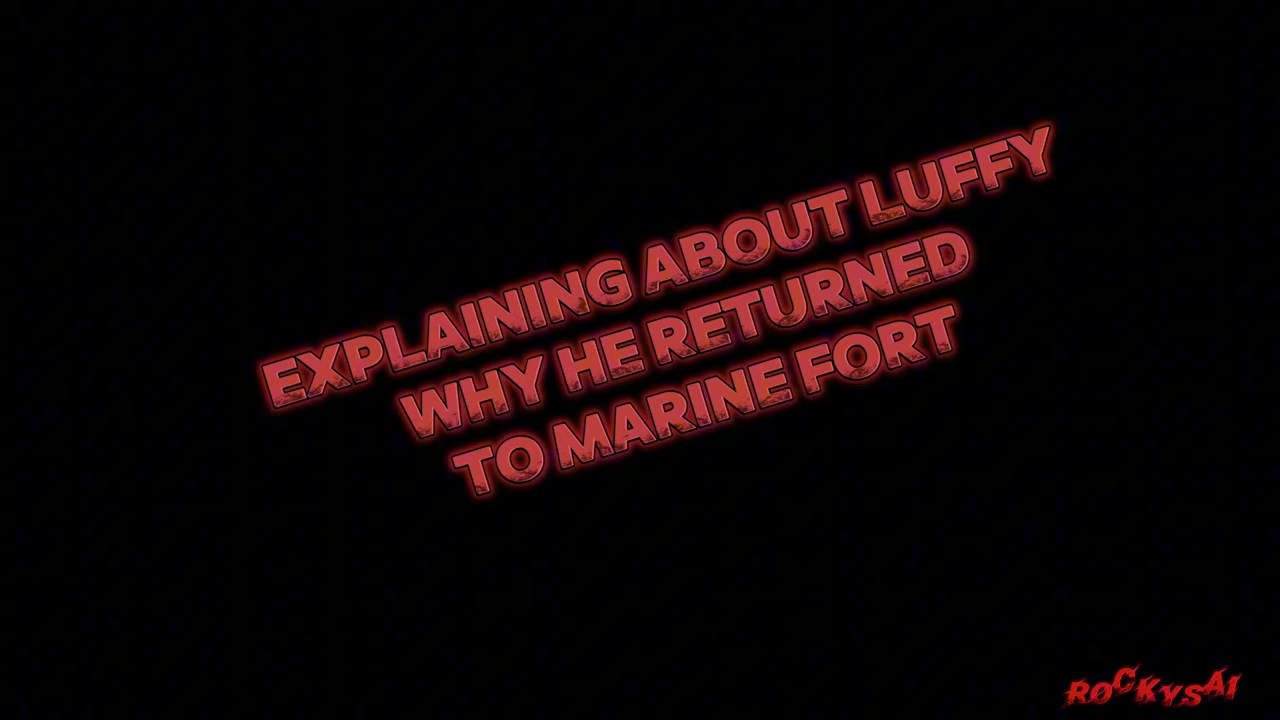 EXPLAINING ABOUT LUFFY
WHY HE RETURNED
TO MARINE FORT
ROCKYSAI